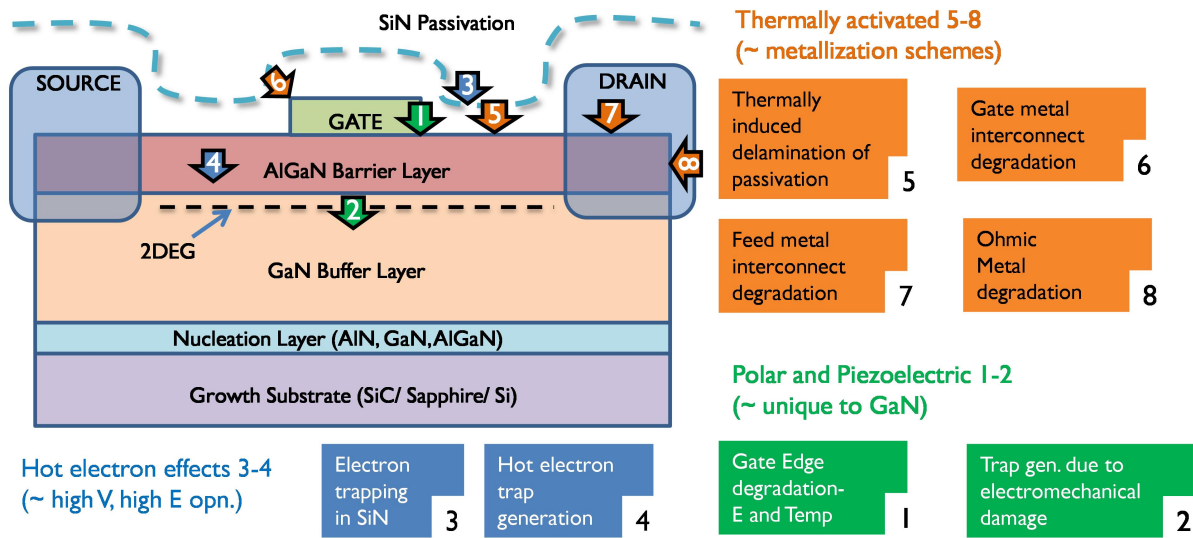 SiN Passivation
SOURCE
DRAIN
GATE
6
3
1
5
7
4
8
AlGaN Barrier Layer
2
2DEG
GaN Buffer Layer
Nucleation Layer (AlN, GaN, AlGaN)
Growth Substrate (SiC/ Sapphire/ Si)
Thermally activated 5-8
(~ metallization schemes)
Thermally
induced
delamination of
passivation
5
Gate metal
interconnect
degradation
6
Feed metal
interconnect
degradation
7
Ohmic
Metal
degradation
8
Polar and Piezoelectric 1-2
(~ unique to GaN)
Hot electron effects 3-4
(~ high V, high E opn.)
Electron
trapping
in SiN
3
Hot electron
trap
generation
4
Gate Edge
degradation-
E and Temp
1
Trap gen. due to
electromechanical
damage
2